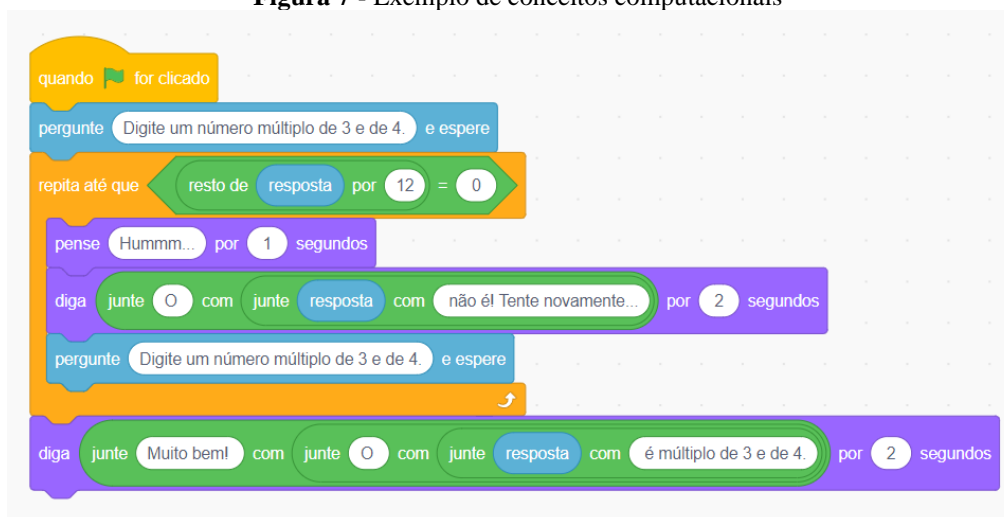 Figura 7 - Exemplo de conceitos computacionais
quando for clicado
pergunte Digite um número múltiplo de 3 e de 4. e espere
repita até que resto de resposta por 12 = 0
pense Hummm... por 1 segundos
diga junte O com junte resposta com não é! Tente novamente... por 2 segundos
pergunte Digite um número múltiplo de 3 e de 4. e espere
diga junte Muito bem! com junte O com junte resposta com é múltiplo de 3 e de 4. por 2 segundos